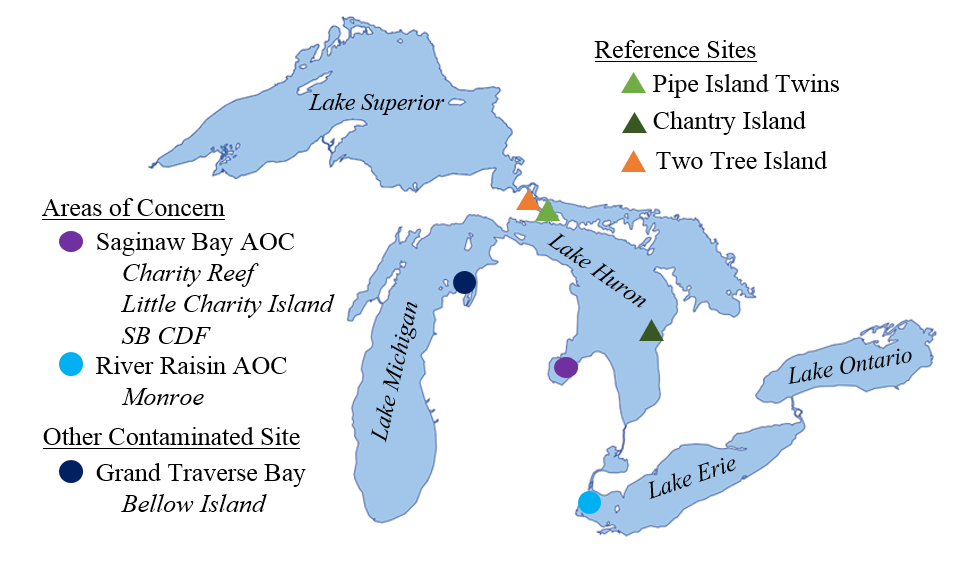 Reference Sites
Pipe Island Twins
Chantry Island
Two Tree Island
Lake Superior
Areas of Concern
Saginaw Bay AOC
Charity Reef
Little Charity Island
SB CDF
River Raisin AOC
Monroe
Other Contaminated Site
Grand Traverse Bay
Bellow Island
Lake Huron
Lake Michigan
Lake Ontario
Lake Erie